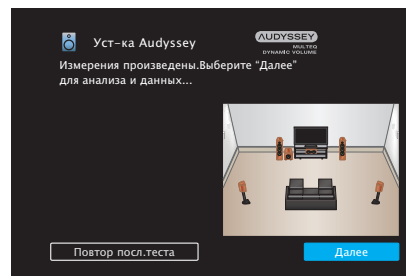 Уст-ка Audyssey
AUDYSSEY
MULTEQ
DYNAMIC VOLUME
Измерения произведены.Выберите “Далее”
для анализа и данных...
Повтор посл.теста
Далее